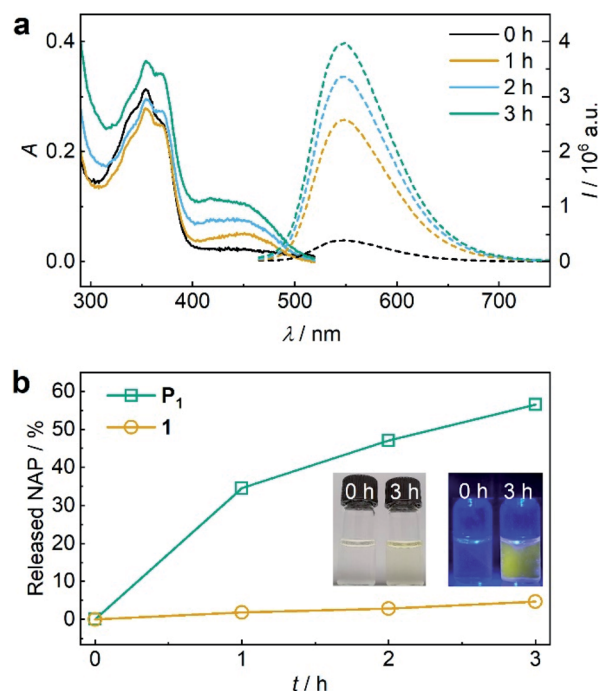 a
0.4
0.2
0.0
A
0 h
1 h
2 h
3 h
4
3
2
1
0
I / 10⁶ a.u.
300
400
500
600
700
λ / nm
b
60
50
40
30
20
10
0
Released NAP / %
P₁
1
0 h 3 h
0 h 3 h
0
1
2
3
t / h